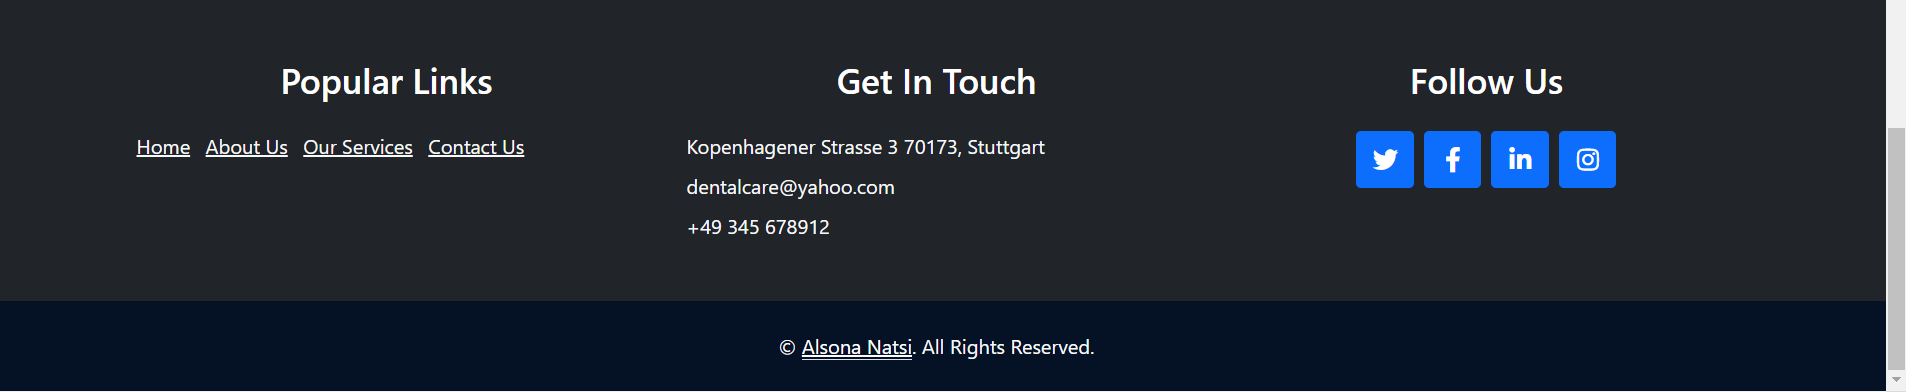 Popular Links
Home About Us Our Services Contact Us
Get In Touch
Kopenhagener Strasse 3 70173, Stuttgart
dentalcare@yahoo.com
+49 345 678912
Follow Us
© Alsona Natsi. All Rights Reserved.